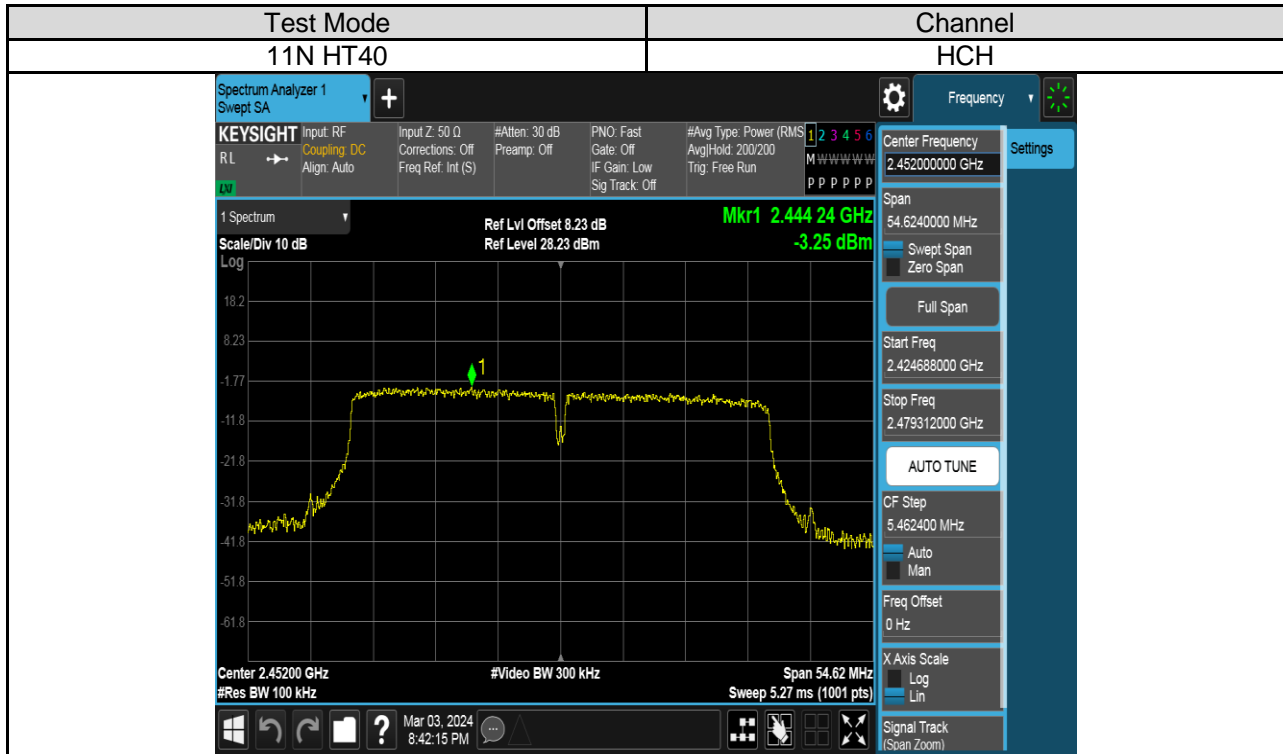 Test Mode Channel
11N HT40 HCH
Spectrum Analyzer 1
Swept SA
+
Frequency
KEYSIGHT Input: RF Input Z: 50 Ω #Atten: 30 dB PNO: Fast #Avg Type: Power (RMS 1 2 3 4 5 6
RL Coupling: DC Corrections: Off Preamp: Off Gate: Off Avg|Hold: 200/200 M W W W W W
Align: Auto Freq Ref: Int (S) IF Gain: Low Trig: Free Run
LXI Sig Track: Off P P P P P P
1 Spectrum Ref Lvl Offset 8.23 dB Mkr1 2.444 24 GHz
Scale/Div 10 dB Ref Level 28.23 dBm -3.25 dBm
Log
18.2
8.23
1
-1.77
-11.8
-21.8
-31.8
-41.8
-51.8
-61.8
Center 2.45200 GHz #Video BW 300 kHz Span 54.62 MHz
#Res BW 100 kHz Sweep 5.27 ms (1001 pts)
Center Frequency
2.452000000 GHz
Settings
Span
54.6240000 MHz
Swept Span
Zero Span
Full Span
Start Freq
2.424688000 GHz
Stop Freq
2.479312000 GHz
AUTO TUNE
CF Step
5.462400 MHz
Auto
Man
Freq Offset
0 Hz
X Axis Scale
Log
Lin
Signal Track
(Span Zoom)
? Mar 03, 2024
8:42:15 PM